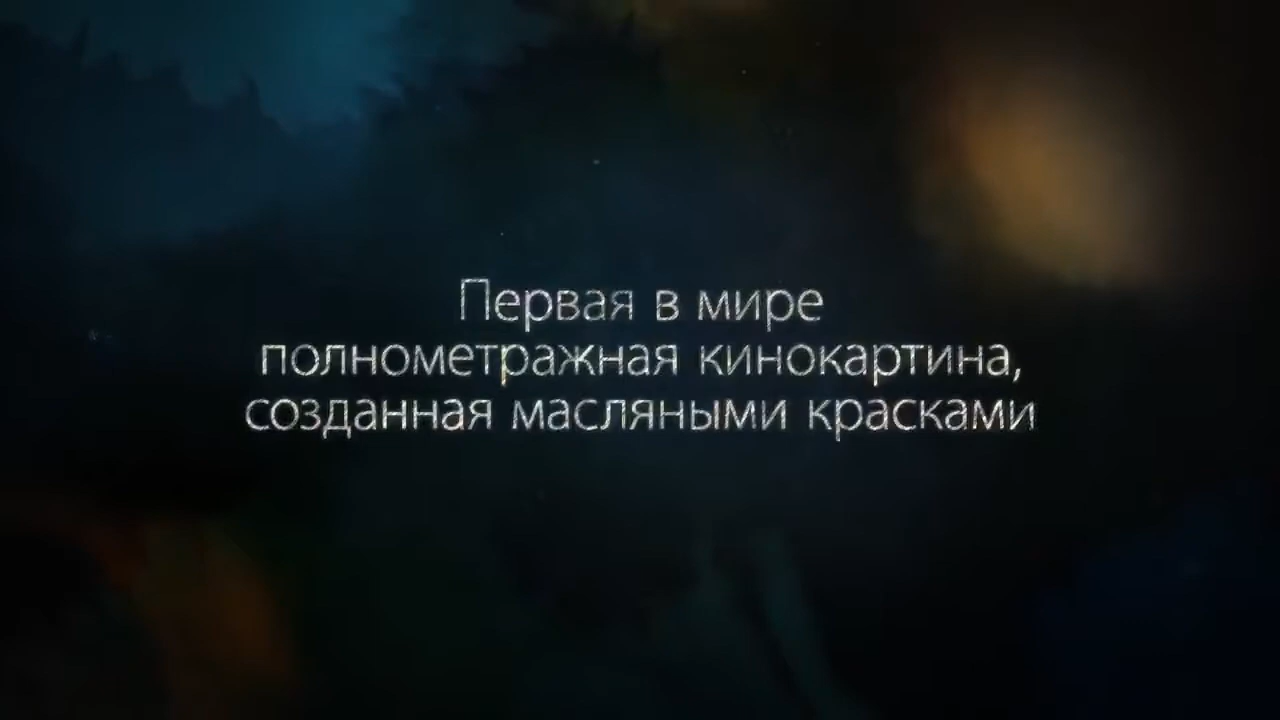 Первая в мире
полнометражная кинокартина,
созданная масляными красками